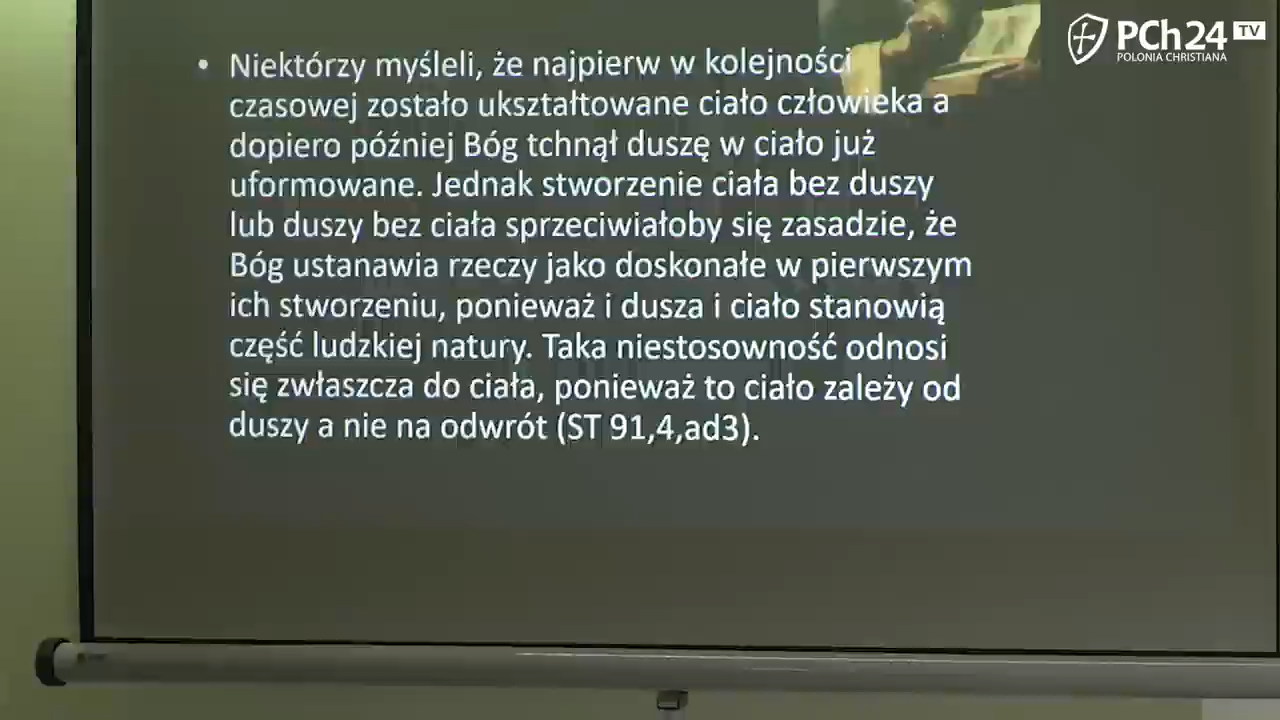 PCh24 TV
POLONIA CHRISTIANA
• Niektórzy myśleli, że najpierw w kolejności
czasowej zostało ukształtowane ciało człowieka a
dopiero później Bóg tchnął duszę w ciało już
uformowane. Jednak stworzenie ciała bez duszy
lub duszy bez ciała sprzeciwiałoby się zasadzie, że
Bóg ustanawia rzeczy jako doskonałe w pierwszym
ich stworzeniu, ponieważ i dusza i ciało stanowią
część ludzkiej natury. Taka niestosowność odnosi
się zwłaszcza do ciała, ponieważ to ciało zależy od
duszy a nie na odwrót (ST 91,4,ad3).